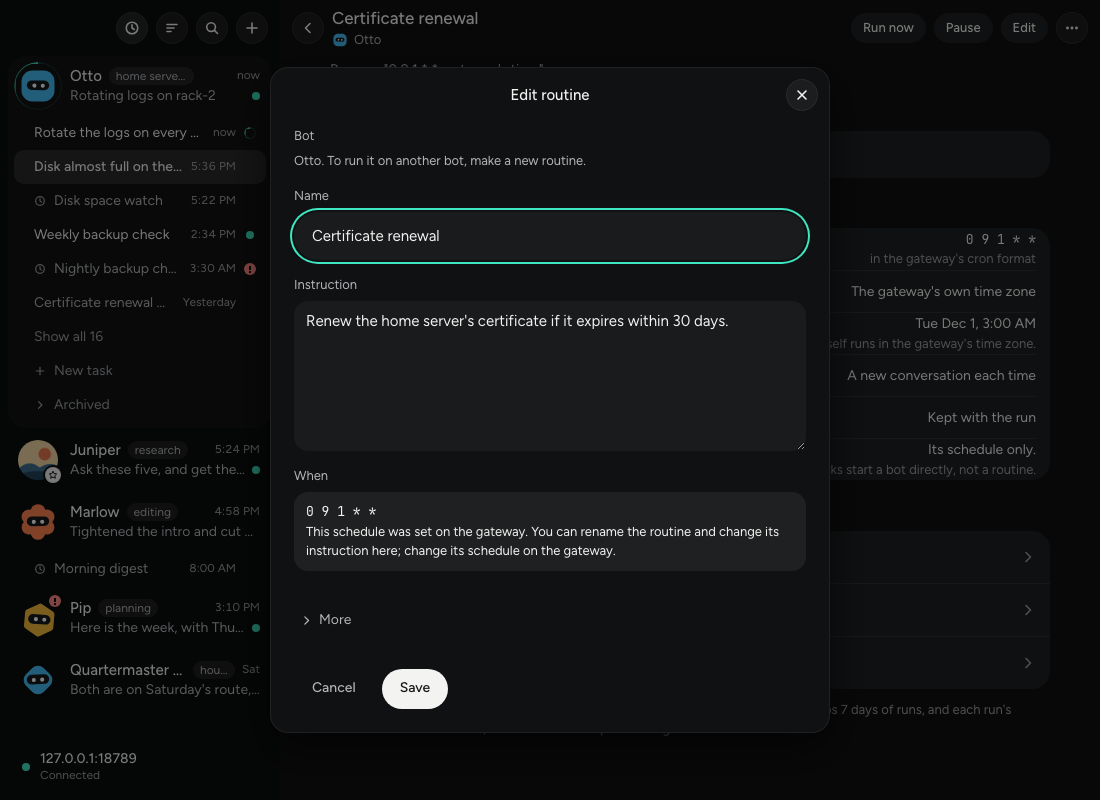 Certificate renewal
Otto
Run now
Pause
Edit
Otto
home serve...
now
Rotating logs on rack-2
Rotate the logs on every ...
now
Disk almost full on the...
5:36 PM
Disk space watch
5:22 PM
Weekly backup check
2:34 PM
Nightly backup ch...
3:30 AM
Certificate renewal ...
Yesterday
Show all 16
New task
Archived
Juniper
research
5:24 PM
Ask these five, and get the...
Marlow
editing
4:58 PM
Tightened the intro and cut ...
Morning digest
8:00 AM
Pip
planning
3:10 PM
Here is the week, with Thu...
Quartermaster ...
hou...
Sat
Both are on Saturday's route,...
127.0.0.1:18789
Connected
Edit routine
Bot
Otto. To run it on another bot, make a new routine.
Name
Certificate renewal
Instruction
Renew the home server's certificate if it expires within 30 days.
When
0 9 1 * *
This schedule was set on the gateway. You can rename the routine and change its
instruction here; change its schedule on the gateway.
More
Cancel
Save
0 9 1 * *
in the gateway's cron format
The gateway's own time zone
Tue Dec 1, 3:00 AM
runs in the gateway's time zone.
A new conversation each time
Kept with the run
Its schedule only.
start a bot directly, not a routine.
7 days of runs, and each run's